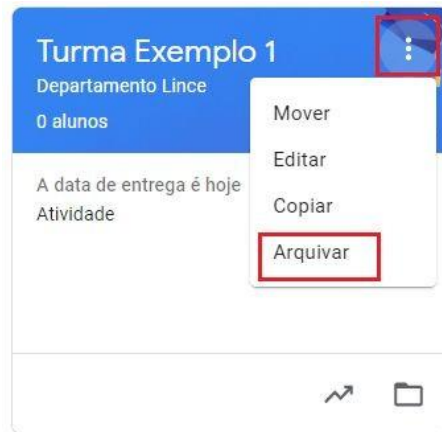 Turma Exemplo 1
Departamento Lince
0 alunos
A data de entrega é hoje
Atividade
Mover
Editar
Copiar
Arquivar